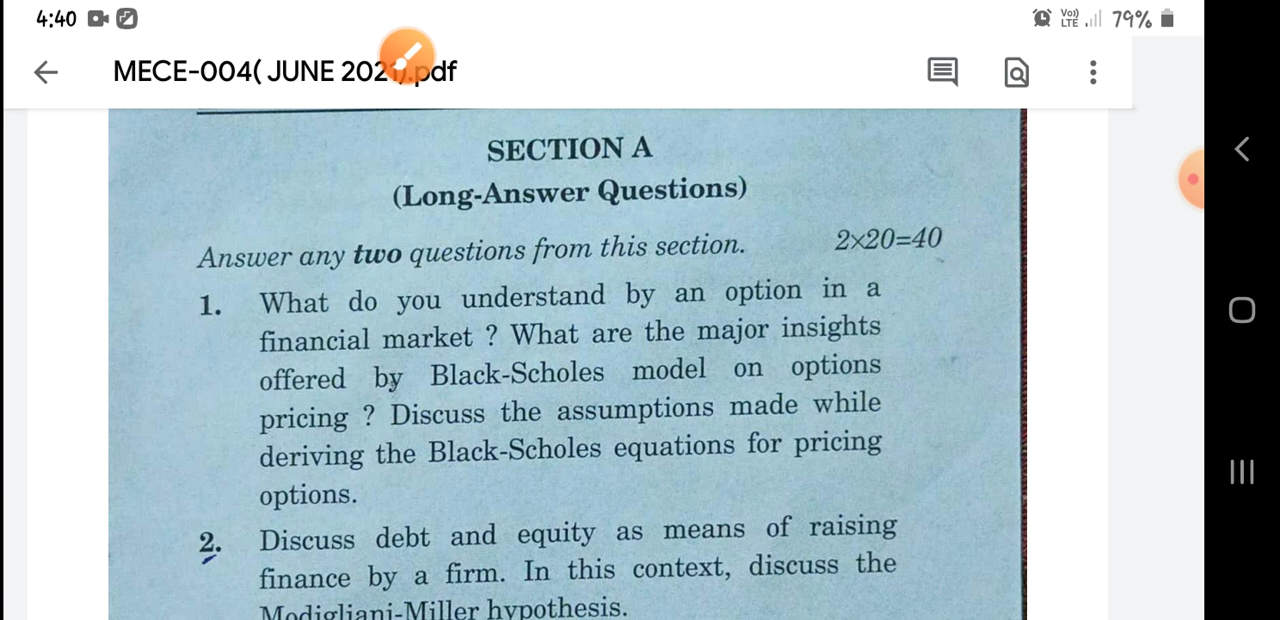 4:40
Vo))
LTE
79%
MECE-004( JUNE 2021).pdf
SECTION A
(Long-Answer Questions)
Answer any two questions from this section. 2×20=40
1. What do you understand by an option in a
financial market ? What are the major insights
offered by Black-Scholes model on options
pricing ? Discuss the assumptions made while
deriving the Black-Scholes equations for pricing
options.
2. Discuss debt and equity as means of raising
finance by a firm. In this context, discuss the
Modigliani-Miller hypothesis.